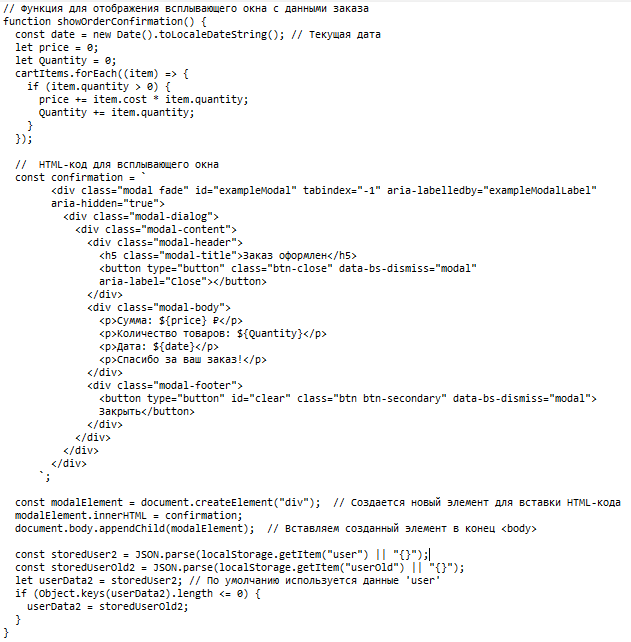 // Функция для отображения всплывающего окна с данными заказа
function showOrderConfirmation() {
  const date = new Date().toLocaleDateString(); // Текущая дата
  let price = 0;
  let Quantity = 0;
  cartItems.forEach((item) => {
    if (item.quantity > 0) {
      price += item.cost * item.quantity;
      Quantity += item.quantity;
    }
  });

  //  HTML-код для всплывающего окна
  const confirmation = `
        <div class="modal fade" id="exampleModal" tabindex="-1" aria-labelledby="exampleModalLabel"
        aria-hidden="true">
          <div class="modal-dialog">
            <div class="modal-content">
              <div class="modal-header">
                <h5 class="modal-title">Заказ оформлен</h5>
                <button type="button" class="btn-close" data-bs-dismiss="modal"
                aria-label="Close"></button>
              </div>
              <div class="modal-body">
                <p>Сумма: ${price} ₽</p>
                <p>Количество товаров: ${Quantity}</p>
                <p>Дата: ${date}</p>
                <p>Спасибо за ваш заказ!</p>
              </div>
              <div class="modal-footer">
                <button type="button" id="clear" class="btn btn-secondary" data-bs-dismiss="modal">
                Закрыть</button>
              </div>
            </div>
          </div>
        </div>
      `;

  const modalElement = document.createElement("div");  // Создается новый элемент для вставки HTML-кода
  modalElement.innerHTML = confirmation;
  document.body.appendChild(modalElement);  // Вставляем созданный элемент в конец <body>

  const storedUser2 = JSON.parse(localStorage.getItem("user") || "{}");
  const storedUserOld2 = JSON.parse(localStorage.getItem("userOld") || "{}");
  let userData2 = storedUser2; // По умолчанию используется данные 'user'
  if (Object.keys(userData2).length <= 0) {
    userData2 = storedUserOld2;
  }
}